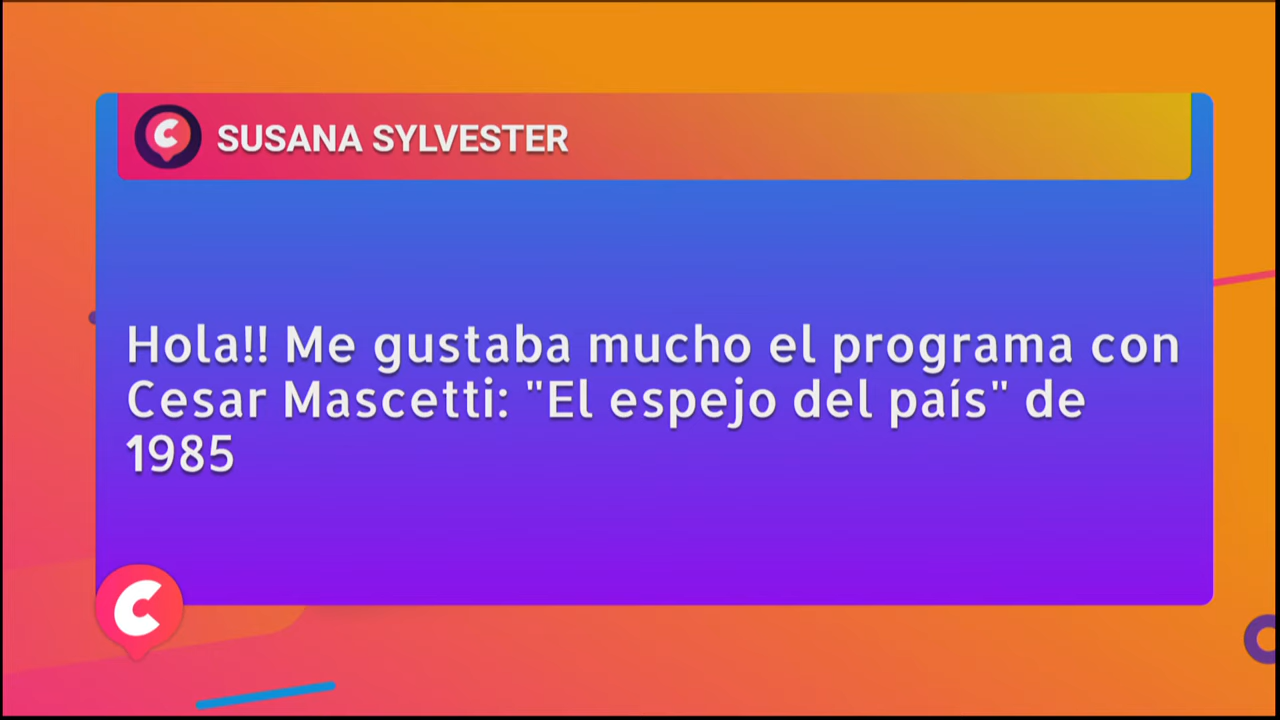 SUSANA SYLVESTER
Hola!! Me gustaba mucho el programa con
Cesar Mascetti: "El espejo del país" de
1985